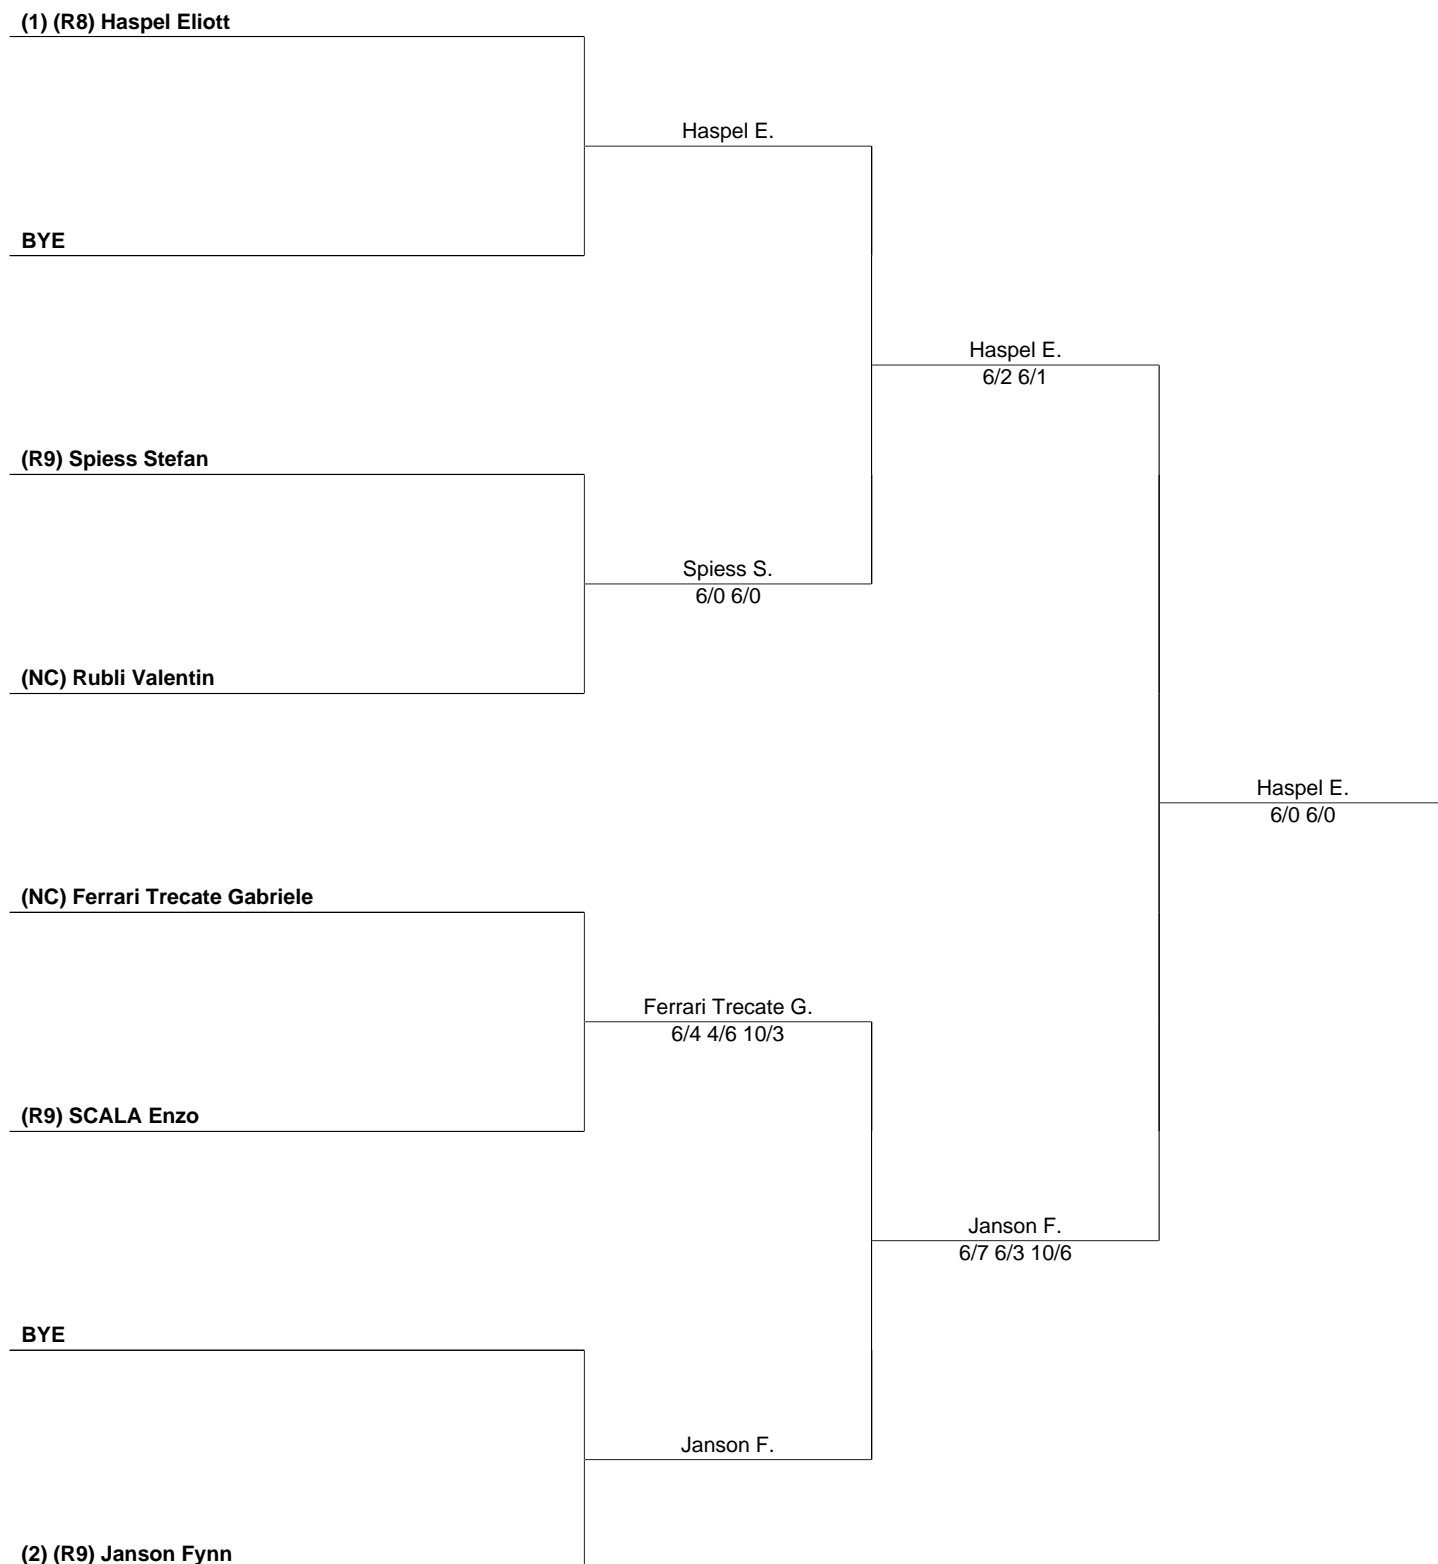 (1) (R8) Haspel Eliott
Haspel E.
BYE
Haspel E.
6/2 6/1
(R9) Spiess Stefan
Spiess S.
6/0 6/0
(NC) Rubli Valentin
Haspel E.
6/0 6/0
(NC) Ferrari Trecate Gabriele
Ferrari Trecate G.
6/4 4/6 10/3
(R9) SCALA Enzo
Janson F.
6/7 6/3 10/6
BYE
Janson F.
(2) (R9) Janson Fynn